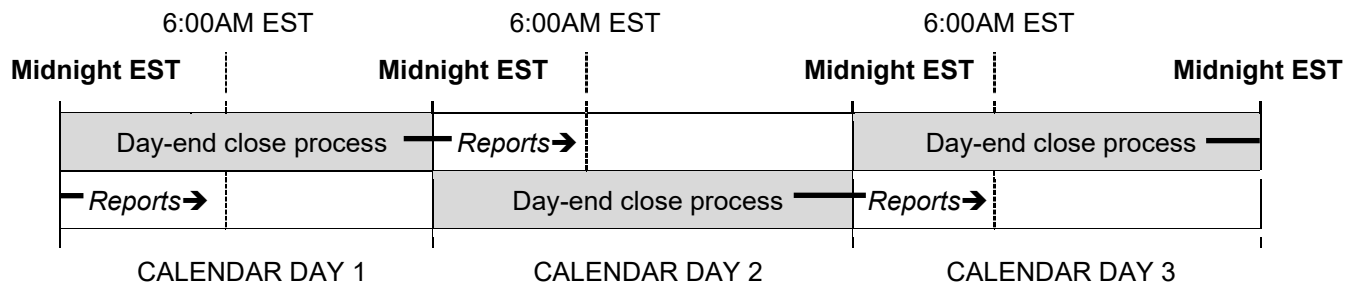 6:00AM EST 6:00AM EST 6:00AM EST
Midnight EST Midnight EST Midnight EST Midnight EST
Day-end close process Reports➔ Day-end close process
Reports➔ Day-end close process Reports➔
CALENDAR DAY 1 CALENDAR DAY 2 CALENDAR DAY 3